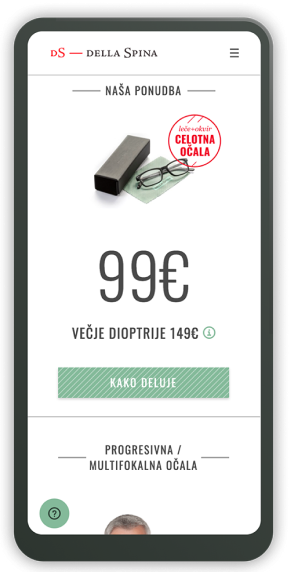 DS — DELLA SPINA
NAŠA PONUDBA
leče+okvir
CELOTNA
OČALA
99€
VEČJE DIOPTRIJE 149€ i
KAKO DELUJE
PROGRESIVNA /
MULTIFOKALNA OČALA
?